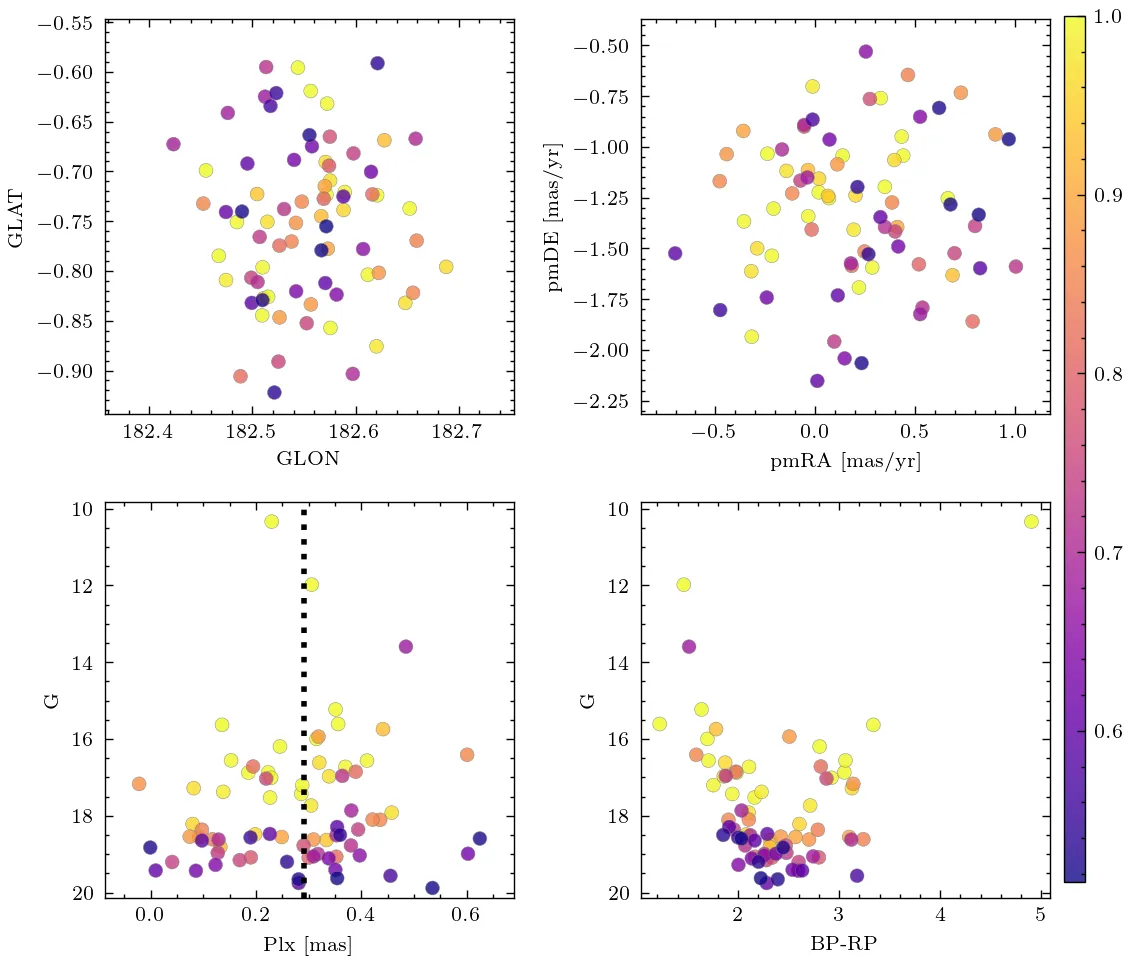 −0.55
−0.60
−0.65
−0.70
−0.75
−0.80
−0.85
−0.90
GLAT
182.4 182.5 182.6 182.7
GLON
−0.50
−0.75
−1.00
−1.25
−1.50
−1.75
−2.00
−2.25
pmDE [mas/yr]
−0.5 0.0 0.5 1.0
pmRA [mas/yr]
1.0
0.9
0.8
0.7
0.6
10
12
14
16
18
20
G
0.0 0.2 0.4 0.6
Plx [mas]
10
12
14
16
18
20
G
2 3 4 5
BP-RP